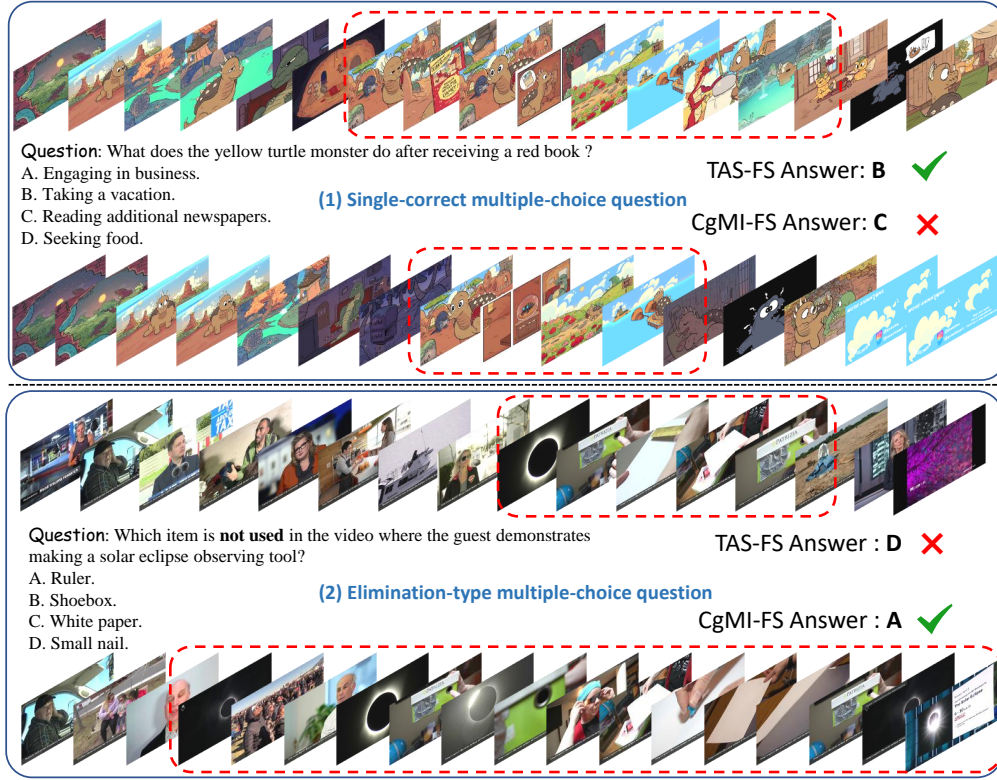 Question: What does the yellow turtle monster do after receiving a red book ?
TAS-FS Answer: B
A. Engaging in business.
B. Taking a vacation.
(1) Single-correct multiple-choice question
C. Reading additional newspapers.
CgMI-FS Answer: C
D. Seeking food.
Question: Which item is not used in the video where the guest demonstrates
making a solar eclipse observing tool?
TAS-FS Answer : D
A. Ruler.
B. Shoebox.
(2) Elimination-type multiple-choice question
C. White paper.
CgMI-FS Answer : A
D. Small nail.